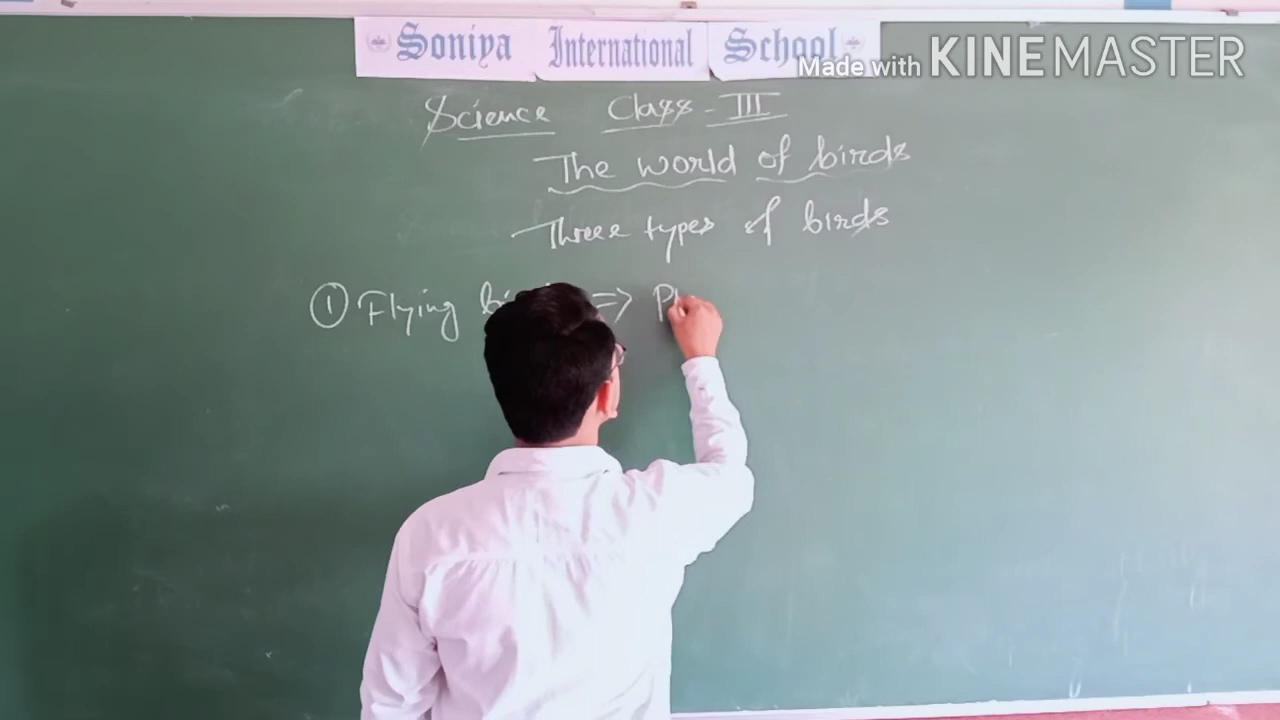 Soniya International School
Made with KINEMASTER
Science Class - III
The world of birds
Three types of birds
① Flying => P